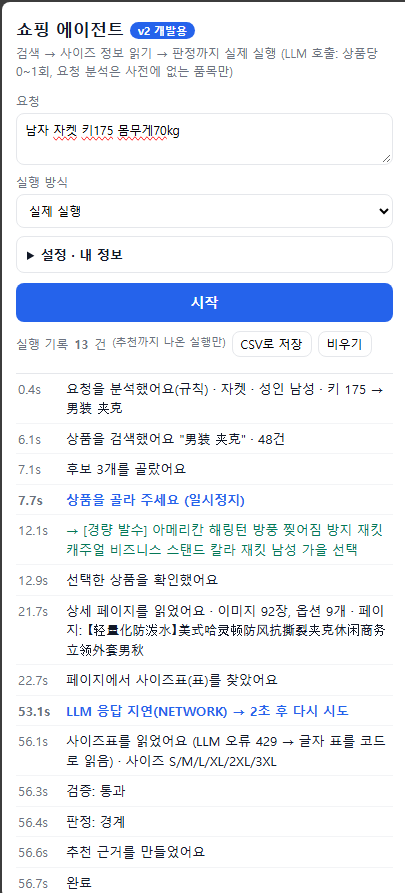 쇼핑 에이전트 v2 개발용
검색 → 사이즈 정보 읽기 → 판정까지 실제 실행 (LLM 호출: 상품당
0~1회, 요청 분석은 사전에 없는 품목만)
요청
남자 자켓 키175 몸무게70kg
실행 방식
실제 실행
▶ 설정 · 내 정보
시작
실행 기록 13 건 (추천까지 나온 실행만) CSV로 저장 비우기
0.4s 요청을 분석했어요(규칙) · 자켓 · 성인 남성 · 키 175 →
男装 夹克
6.1s 상품을 검색했어요 "男装 夹克" · 48건
7.1s 후보 3개를 골랐어요
7.7s 상품을 골라 주세요 (일시정지)
12.1s → [경량 발수] 아메리칸 해링턴 방풍 찢어짐 방지 재킷
캐주얼 비즈니스 스탠드 칼라 재킷 남성 가을 선택
12.9s 선택한 상품을 확인했어요
21.7s 상세 페이지를 읽었어요 · 이미지 92장, 옵션 9개 · 페이
지: 【轻量化防泼水】美式哈灵顿防风抗撕裂夹克休闲商务
立领外套男秋
22.7s 페이지에서 사이즈표(표)를 찾았어요
53.1s LLM 응답 지연(NETWORK) → 2초 후 다시 시도
56.1s 사이즈표를 읽었어요 (LLM 오류 429 → 글자 표를 코드
로 읽음) · 사이즈 S/M/L/XL/2XL/3XL
56.3s 검증: 통과
56.4s 판정: 경계
56.6s 추천 근거를 만들었어요
56.7s 완료